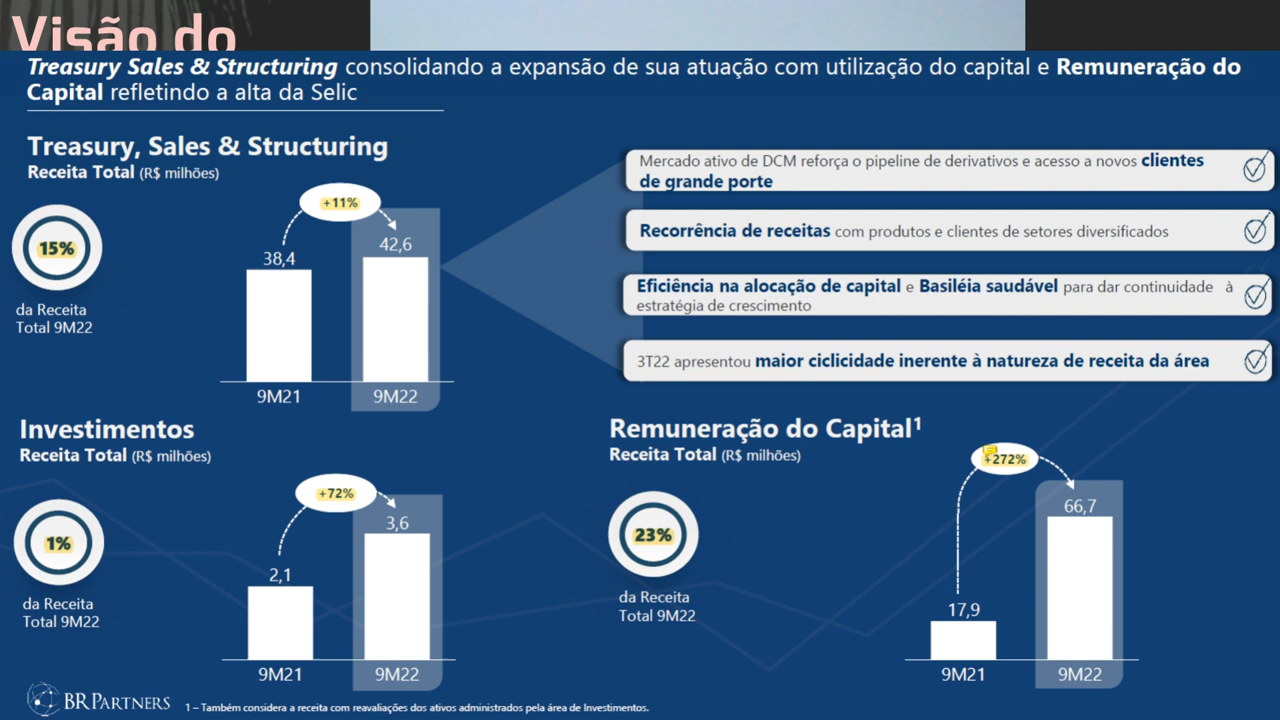 Visão do
Treasury Sales & Structuring consolidando a expansão de sua atuação com utilização do capital e Remuneração do
Capital refletindo a alta da Selic
Treasury, Sales & Structuring
Receita Total (R$ milhões)
15%
da Receita
Total 9M22
+11%
38,4
42,6
9M21
9M22
Mercado ativo de DCM reforça o pipeline de derivativos e acesso a novos clientes
de grande porte
Recorrência de receitas com produtos e clientes de setores diversificados
Eficiência na alocação de capital e Basiléia saudável para dar continuidade à
estratégia de crescimento
3T22 apresentou maior ciclicidade inerente à natureza de receita da área
Investimentos
Receita Total (R$ milhões)
1%
da Receita
Total 9M22
+72%
2,1
3,6
9M21
9M22
Remuneração do Capital¹
Receita Total (R$ milhões)
23%
da Receita
Total 9M22
+272%
17,9
66,7
9M21
9M22
BR PARTNERS
1 – Também considera a receita com reavaliações dos ativos administrados pela área de Investimentos.